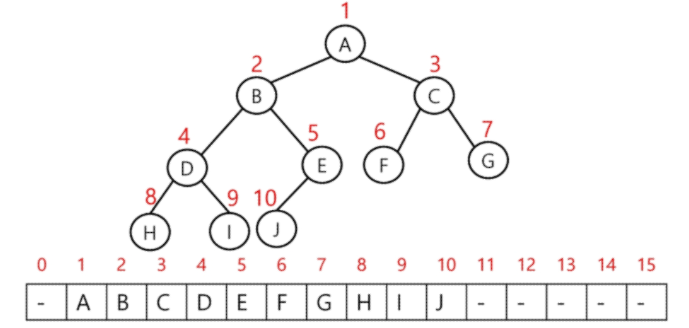 1
A
2 3
B C
4 5 6 7
D E F G
8 9 10
H I J
0 1 2 3 4 5 6 7 8 9 10 11 12 13 14 15
- A B C D E F G H I J - - - - -